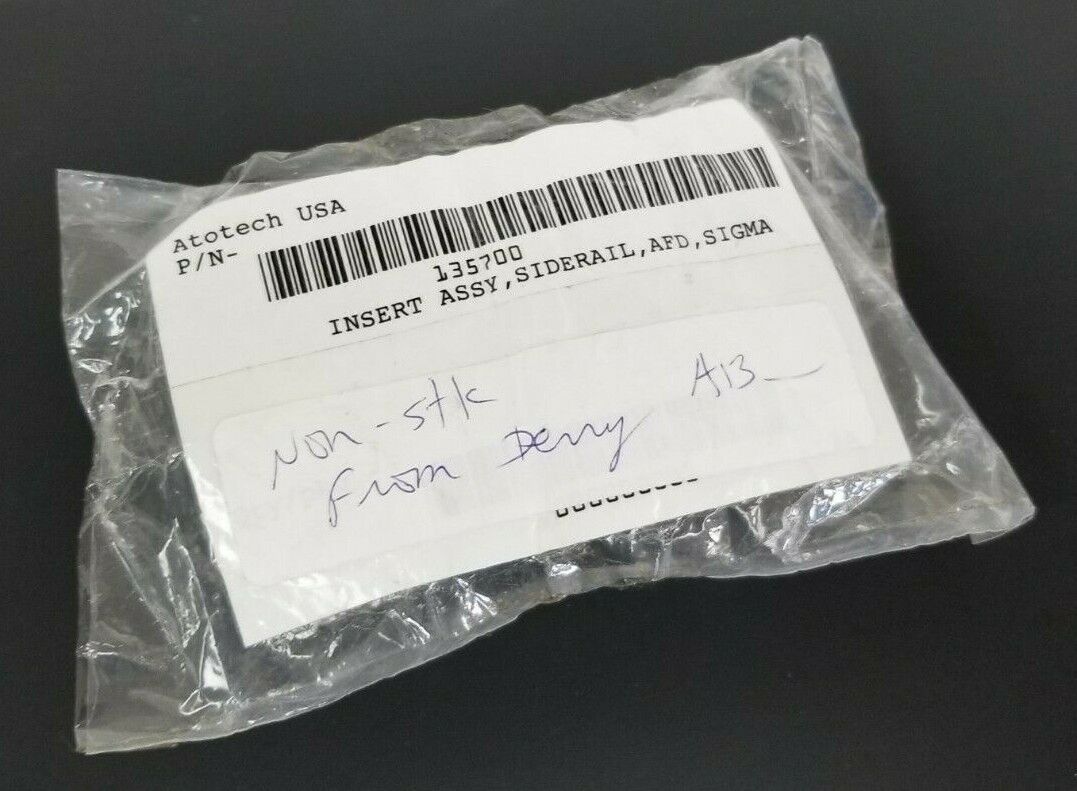 Atotech USA
P/N-
135700
INSERT ASSY,SIDERAIL,AFD,SIGMA
Non-stk
From Derry
A13